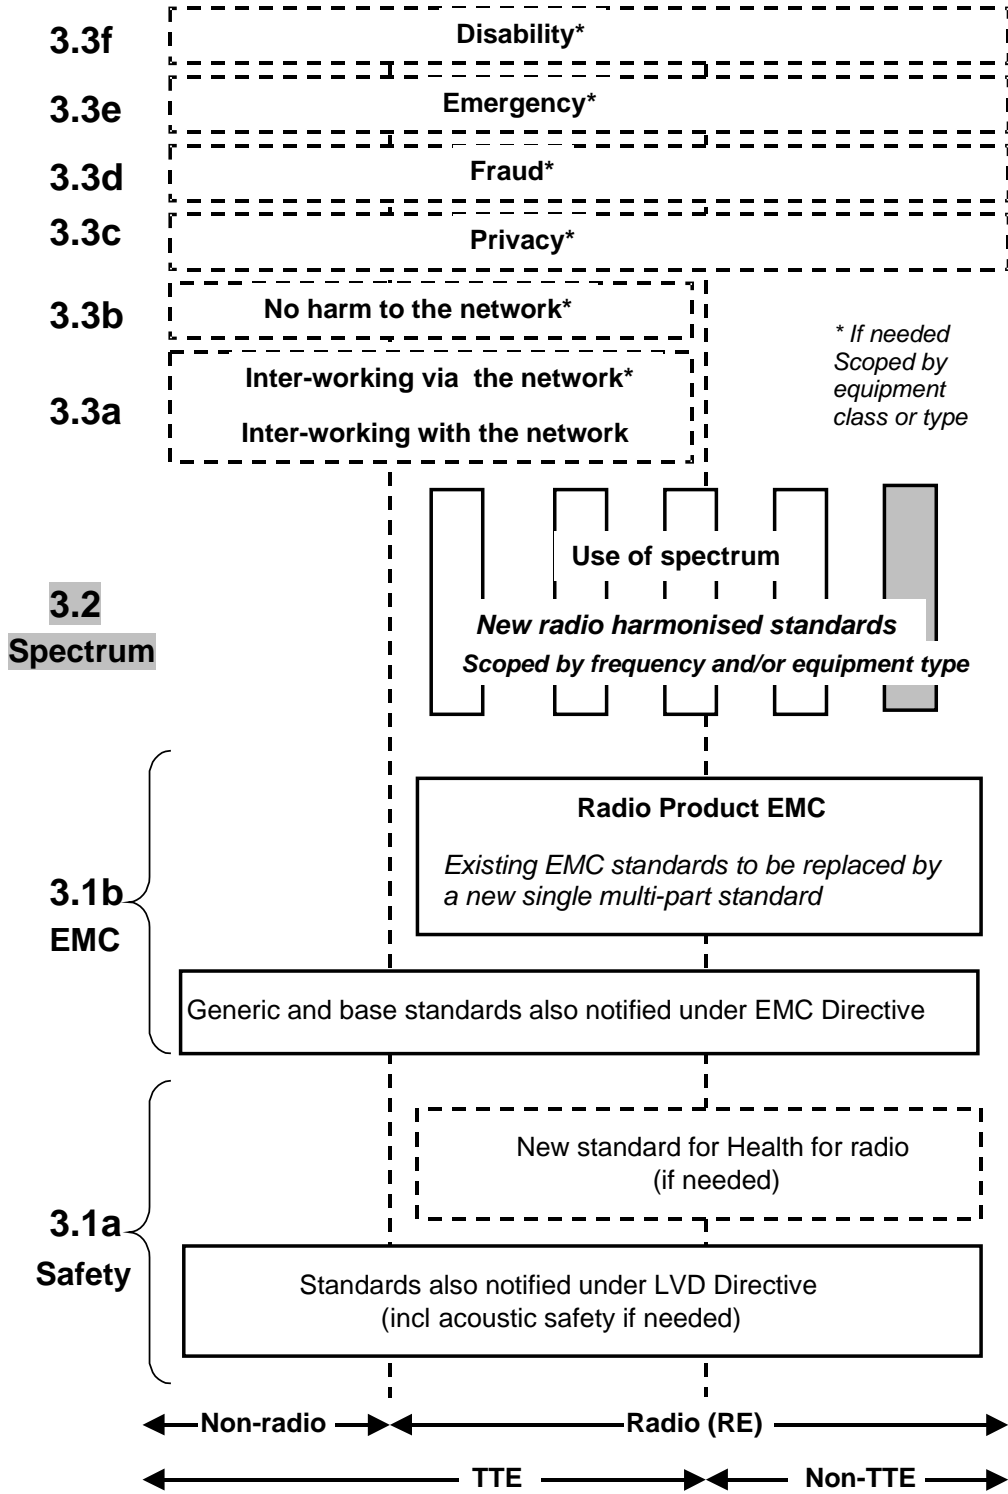 3.3f
Disability*
3.3e
Emergency*
3.3d
Fraud*
3.3c
Privacy*
3.3b
No harm to the network*
3.3a
Inter-working via the network*
Inter-working with the network
* If needed
Scoped by
equipment
class or type
3.2
Spectrum
Use of spectrum
New radio harmonised standards
Scoped by frequency and/or equipment type
3.1b
EMC
Radio Product EMC
Existing EMC standards to be replaced by
a new single multi-part standard
Generic and base standards also notified under EMC Directive
3.1a
Safety
New standard for Health for radio
(if needed)
Standards also notified under LVD Directive
(incl acoustic safety if needed)
Non-radio
Radio (RE)
TTE
Non-TTE